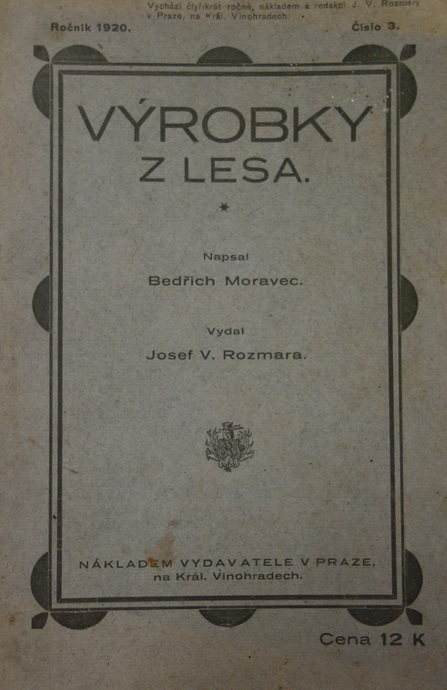 Vychází čtyřikrát ročně, nákladem a redakcí J. V. Rozmary
v Praze, na Král. Vinohradech.
Ročník 1920. Číslo 3.
VÝROBKY
Z LESA.
*
Napsal
Bedřich Moravec.
Vydal
Josef V. Rozmara.
NÁKLADEM VYDAVATELE V PRAZE,
na Král. Vinohradech.
Cena 12 K